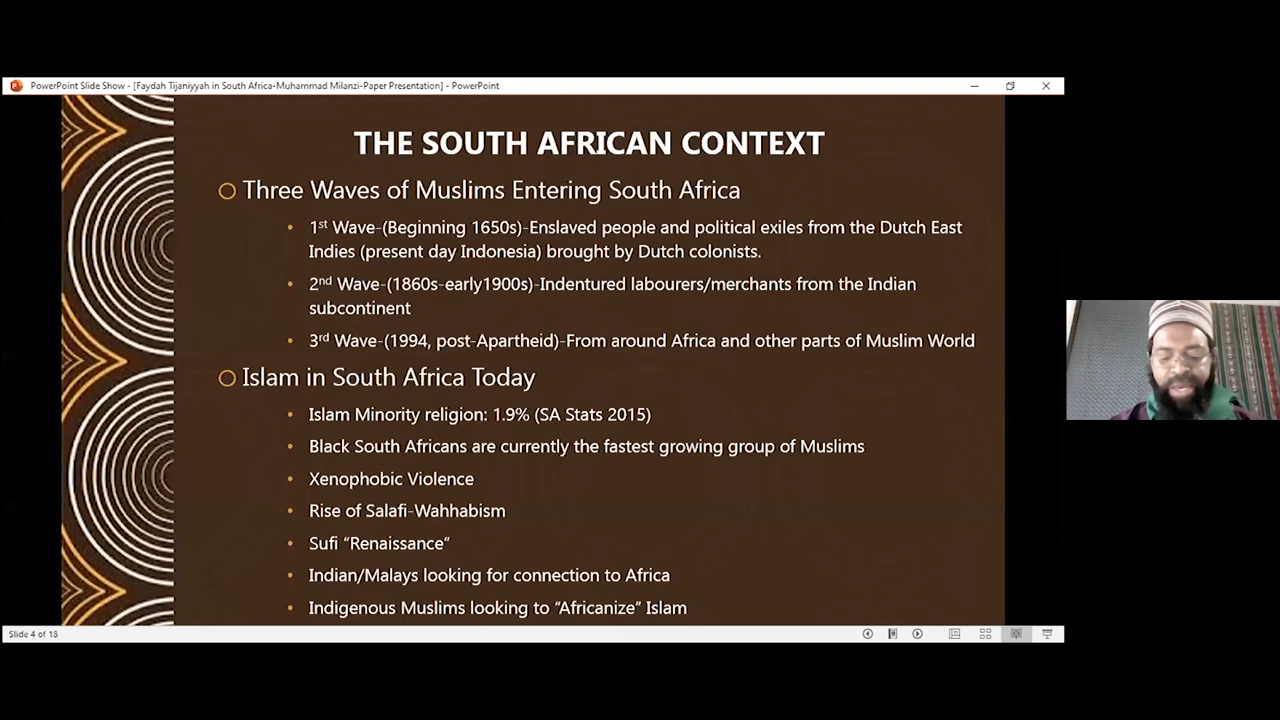 PowerPoint Slide Show - [Faydah Tijaniyyah in South Africa-Muhammad Milanzi-Paper Presentation] - PowerPoint
THE SOUTH AFRICAN CONTEXT
Three Waves of Muslims Entering South Africa
1st Wave-(Beginning 1650s)-Enslaved people and political exiles from the Dutch East
Indies (present day Indonesia) brought by Dutch colonists.
2nd Wave-(1860s-early1900s)-Indentured labourers/merchants from the Indian
subcontinent
3rd Wave-(1994, post-Apartheid)-From around Africa and other parts of Muslim World
Islam in South Africa Today
Islam Minority religion: 1.9% (SA Stats 2015)
Black South Africans are currently the fastest growing group of Muslims
Xenophobic Violence
Rise of Salafi-Wahhabism
Sufi “Renaissance”
Indian/Malays looking for connection to Africa
Indigenous Muslims looking to “Africanize” Islam
Slide 4 of 18